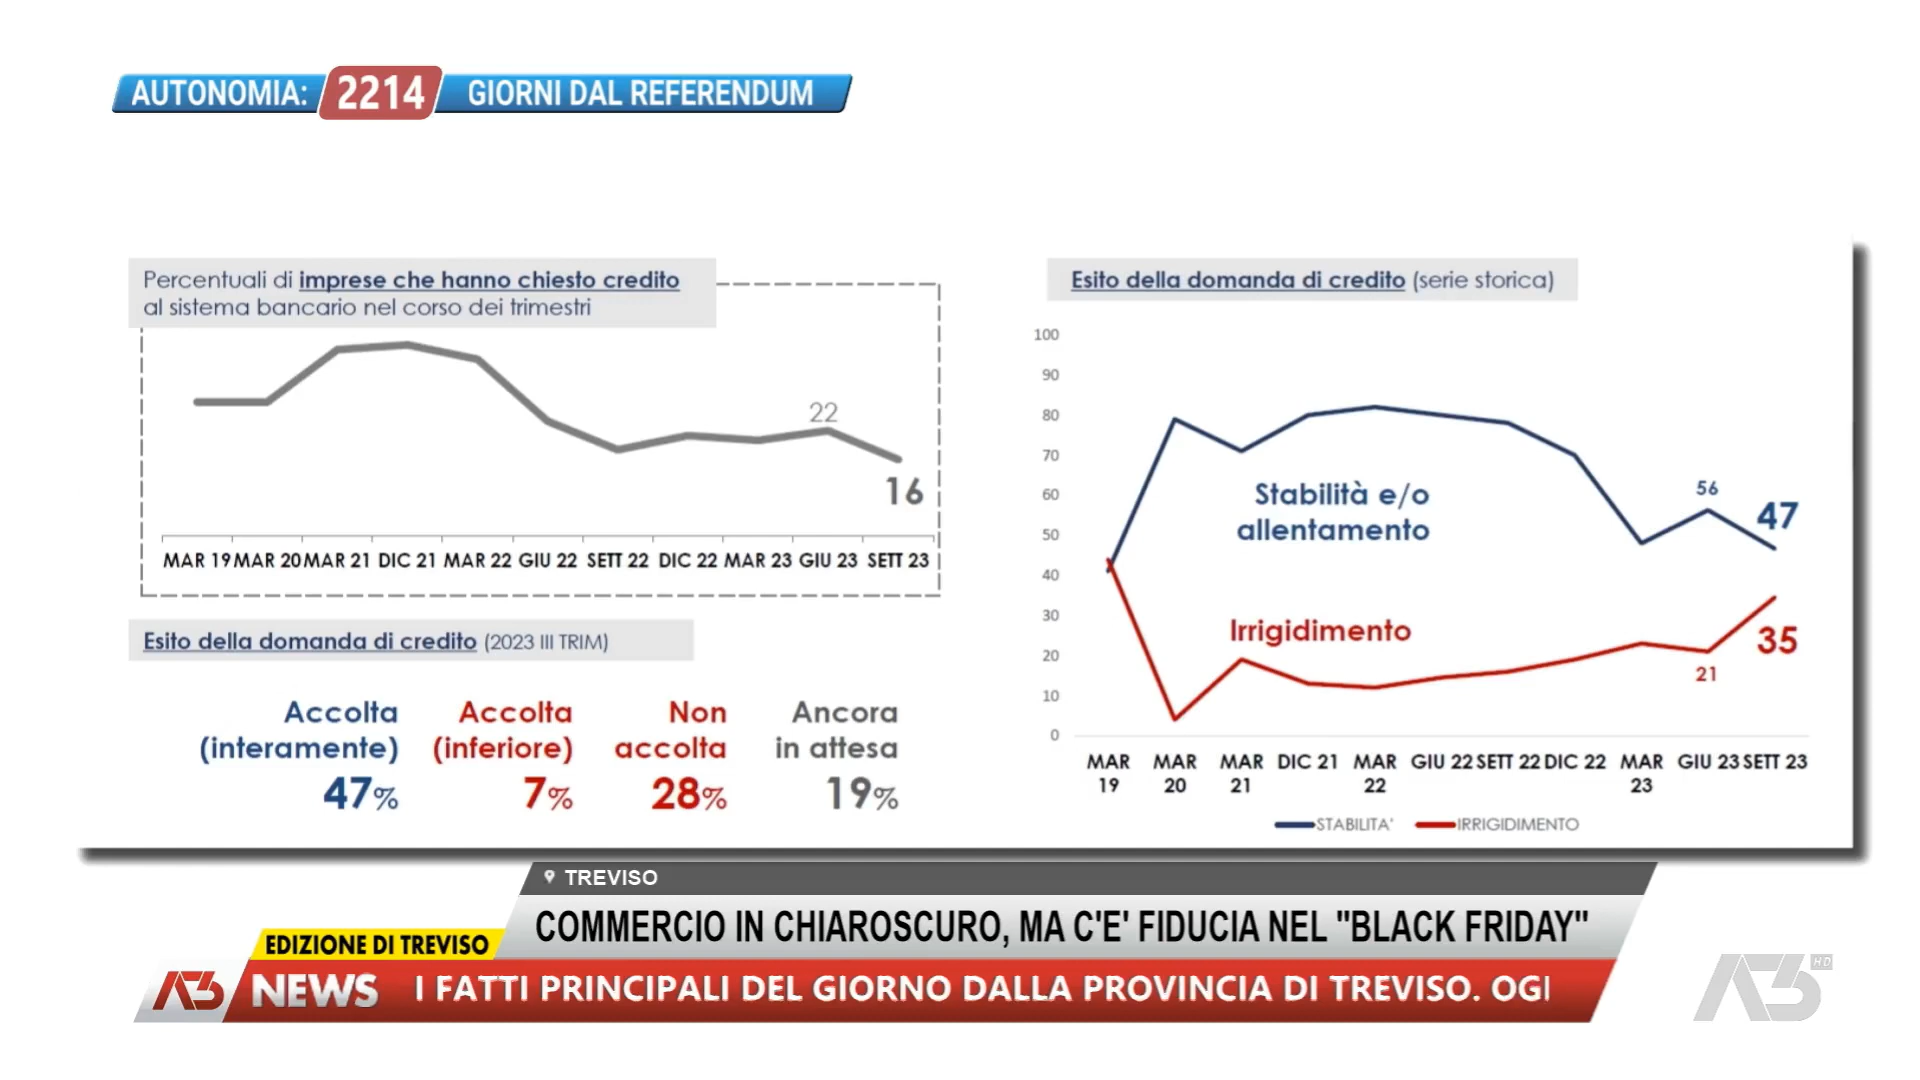 AUTONOMIA: 2214 GIORNI DAL REFERENDUM
Percentuali di imprese che hanno chiesto credito
al sistema bancario nel corso dei trimestri
22
16
MAR 19 MAR 20 MAR 21 DIC 21 MAR 22 GIU 22 SETT 22 DIC 22 MAR 23 GIU 23 SETT 23
Esito della domanda di credito (2023 III TRIM)
Accolta
(interamente)
47%
Accolta
(inferiore)
7%
Non
accolta
28%
Ancora
in attesa
19%
Esito della domanda di credito (serie storica)
100
90
80
70
60
50
40
30
20
10
0
Stabilità e/o
allentamento
56
47
Irrigidimento
21
35
MAR 19 MAR 20 MAR 21 DIC 21 MAR 22 GIU 22 SETT 22 DIC 22 MAR 23 GIU 23 SETT 23
STABILITA' IRRIGIDIMENTO
TREVISO
COMMERCIO IN CHIAROSCURO, MA C'E' FIDUCIA NEL "BLACK FRIDAY"
EDIZIONE DI TREVISO
A3 NEWS I FATTI PRINCIPALI DEL GIORNO DALLA PROVINCIA DI TREVISO. OGI
A3 HD